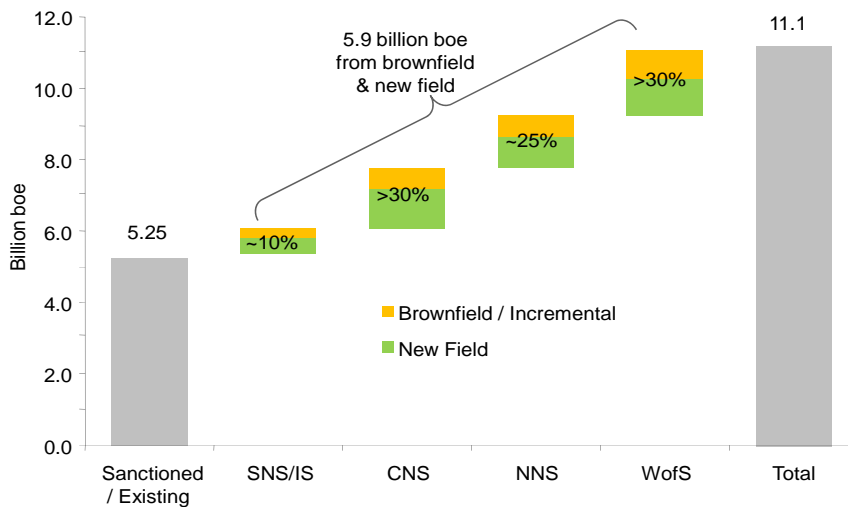 12.0
10.0
8.0
6.0
4.0
2.0
0.0
Billion boe
5.25
5.9 billion boe
from brownfield
& new field
~10%
>30%
~25%
>30%
11.1
Brownfield / Incremental
New Field
Sanctioned
/ Existing
SNS/IS
CNS
NNS
WofS
Total